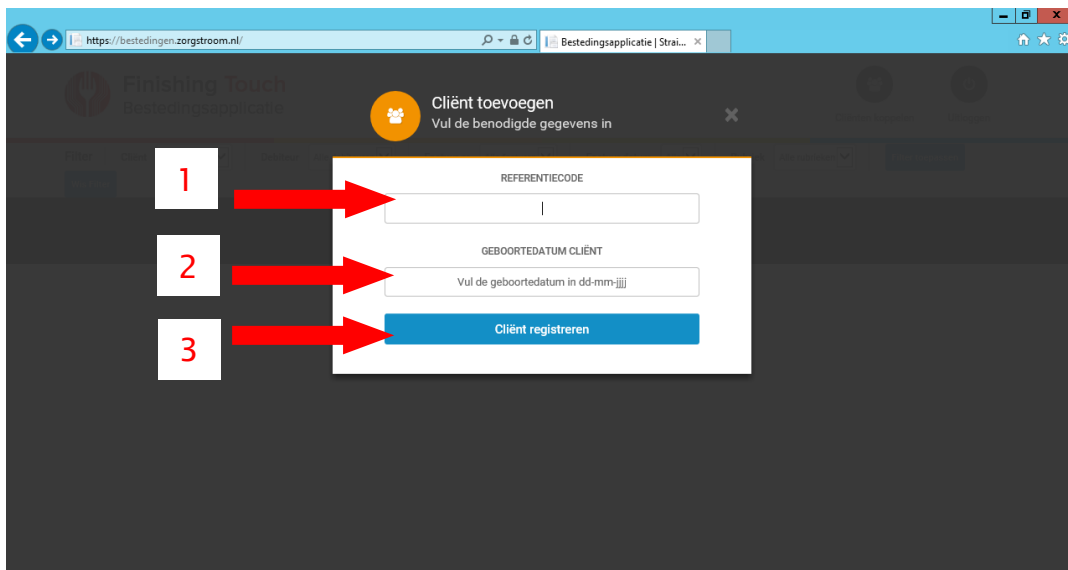 https://bestedingen.zorgstroom.nl/
Bestedingsapplicatie | Strai...
Finishing Touch
Bestedingsapplicatie
Cliënt toevoegen
Vul de benodigde gegevens in
Filter
1
REFERENTIECODE
2
GEBOORTEDATUM CLIËNT
Vul de geboortedatum in dd-mm-jjjj
3
Cliënt registreren